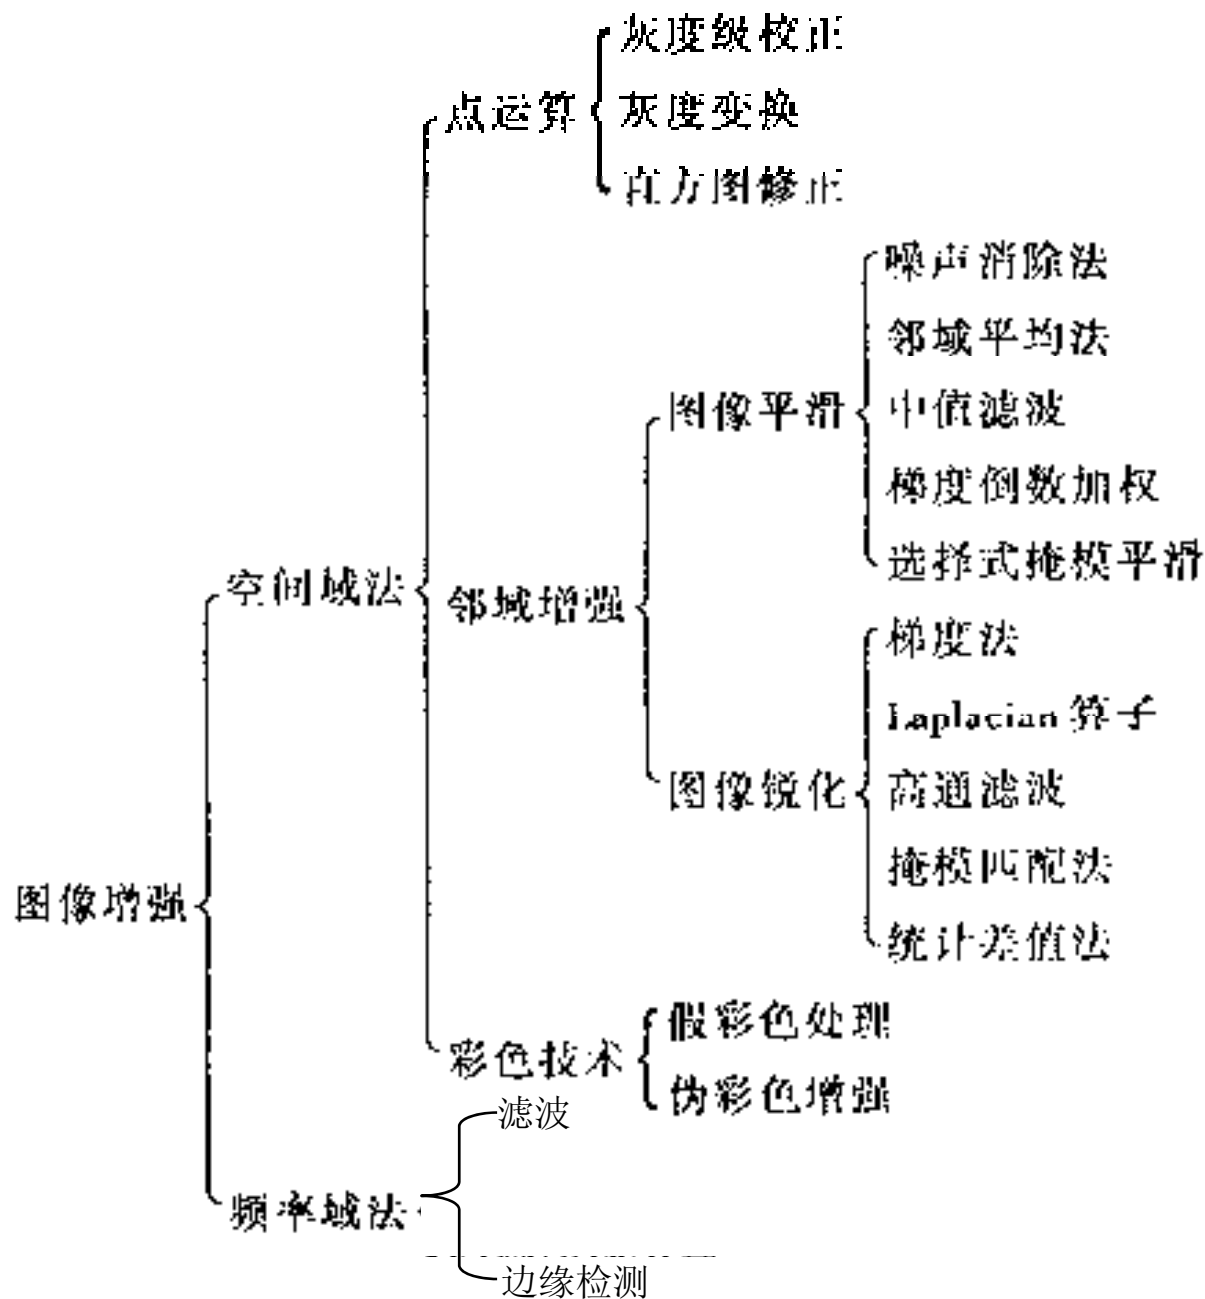 灰度级校正
点运算
灰度变换
直方图修正
噪声消除法
邻域平均法
图像平滑
中值滤波
梯度倒数加权
选择式掩模平滑
空间域法
邻域增强
梯度法
Laplacian 算子
图像锐化
高通滤波
掩模匹配法
图像增强
统计差值法
假彩色处理
彩色技术
伪彩色增强
滤波
频率域法
边缘检测